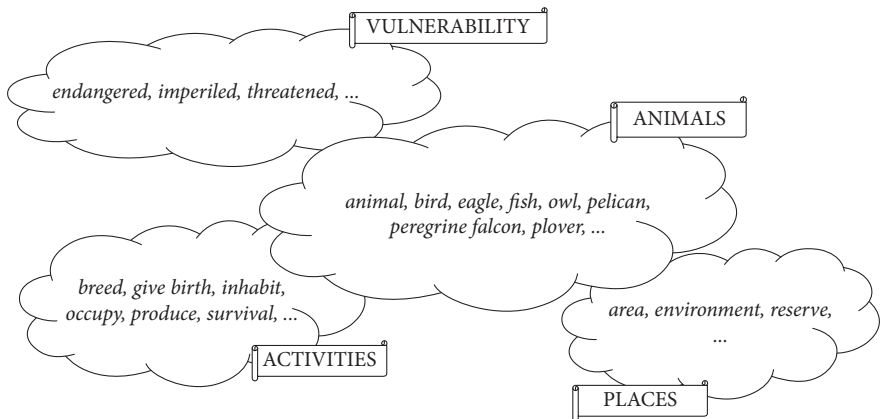 VULNERABILITY
endangered, imperiled, threatened, ...
ANIMALS
animal, bird, eagle, fish, owl, pelican,
peregrine falcon, plover, ...
breed, give birth, inhabit,
occupy, produce, survival, ...
ACTIVITIES
area, environment, reserve,
...
PLACES